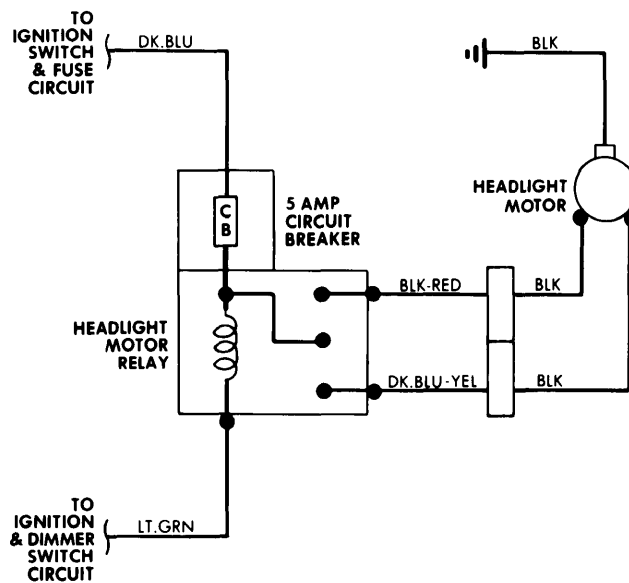 TO
IGNITION
SWITCH
& FUSE
CIRCUIT
DK.BLU
BLK
HEADLIGHT
MOTOR
C
B
5 AMP
CIRCUIT
BREAKER
HEADLIGHT
MOTOR
RELAY
BLK-RED
BLK
DK.BLU-YEL
BLK
TO
IGNITION
& DIMMER
SWITCH
CIRCUIT
LT.GRN